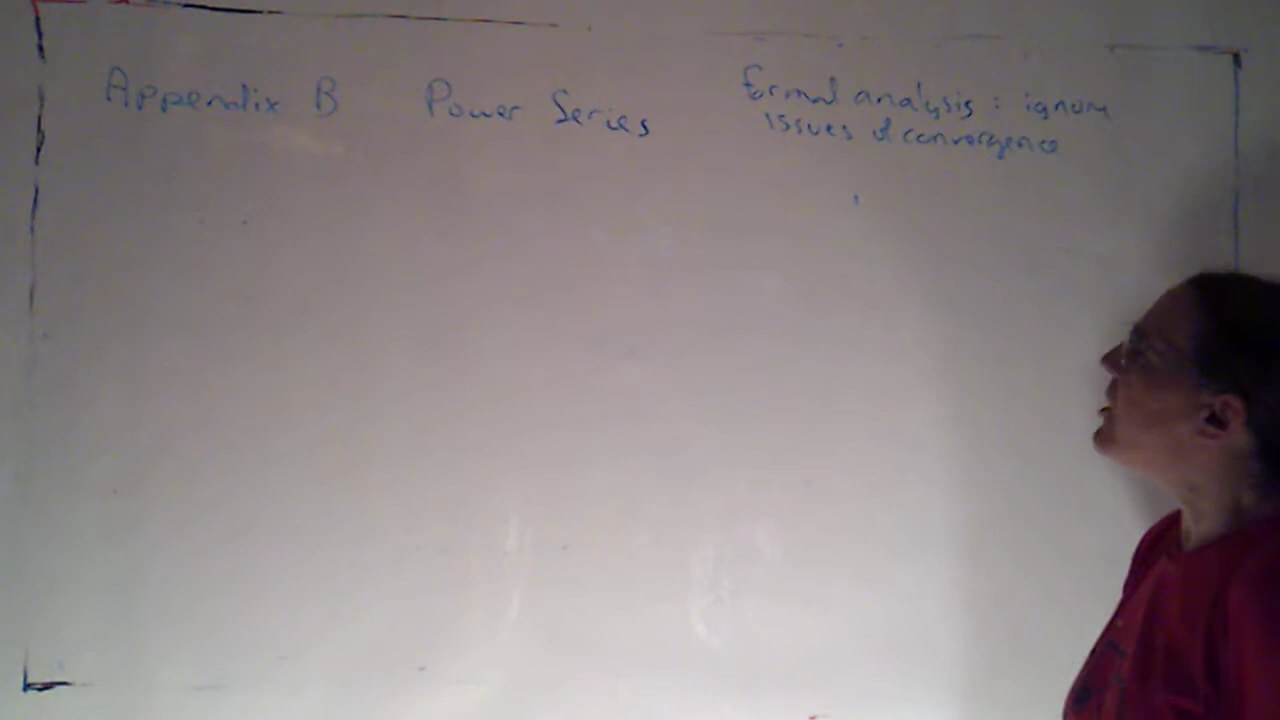 Appendix B Power Series
formal analysis : ignore
issues of convergence